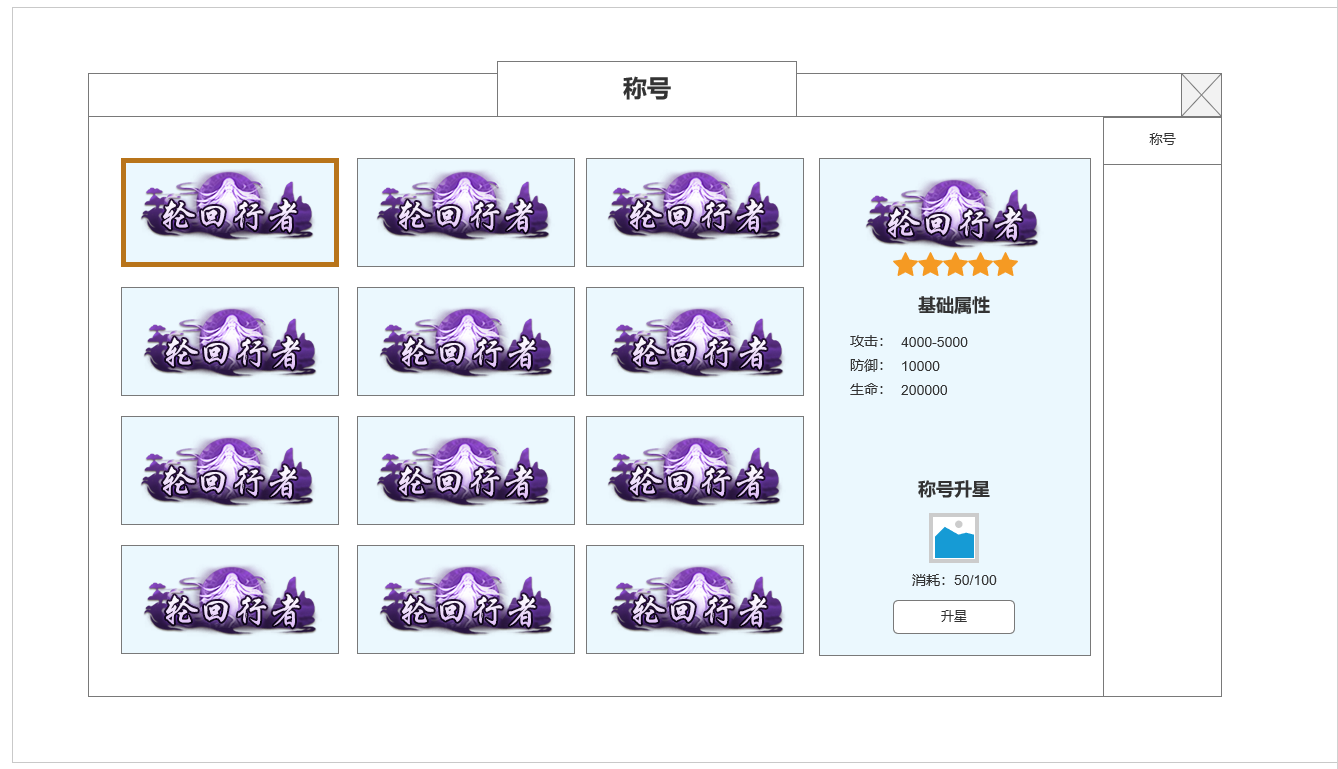 称号
称号
轮回行者
轮回行者
轮回行者
轮回行者
轮回行者
轮回行者
轮回行者
轮回行者
轮回行者
轮回行者
轮回行者
轮回行者
轮回行者
基础属性
攻击： 4000-5000
防御： 10000
生命： 200000
称号升星
消耗：50/100
升星